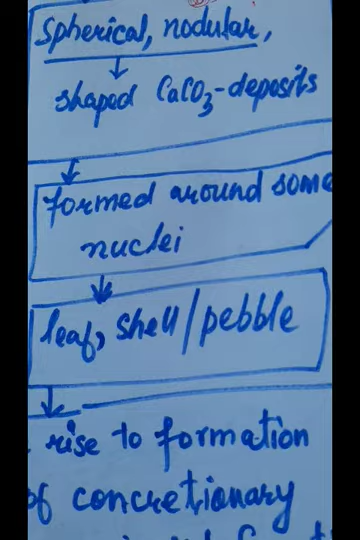 Spherical, nodular,
shaped CaCO3-deposits
formed around some
nuclei
leaf, shell/pebble
rise to formation
of concretionary